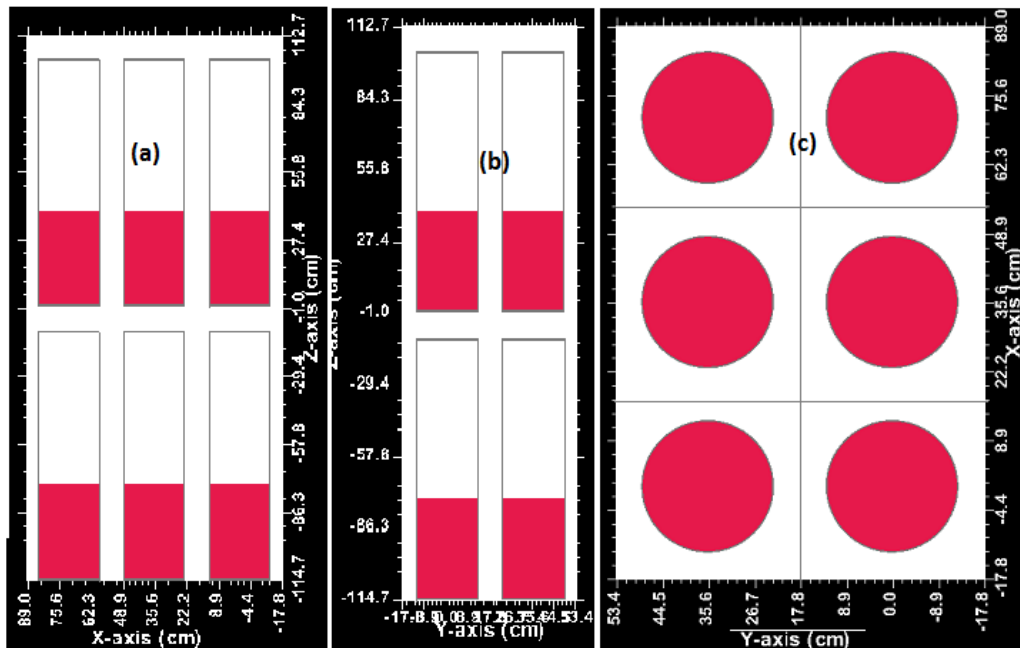 (a)
112.7
84.3
55.8
27.4
-1.0
-29.4
-57.8
-86.3
-114.7
Z-axis (cm)
89.0 75.6 62.3 48.9 35.6 22.2 8.9 -4.4 -17.8
X-axis (cm)
(b)
112.7
84.3
55.8
27.4
-1.0
-29.4
-57.8
-86.3
-114.7
Z-axis (cm)
53.4
Y-axis (cm)
(c)
89.0
75.6
62.3
48.9
35.6
22.2
8.9
-4.4
-17.8
X-axis (cm)
53.4 44.5 35.6 26.7 17.8 8.9 0.0 -8.9 -17.8
Y-axis (cm)